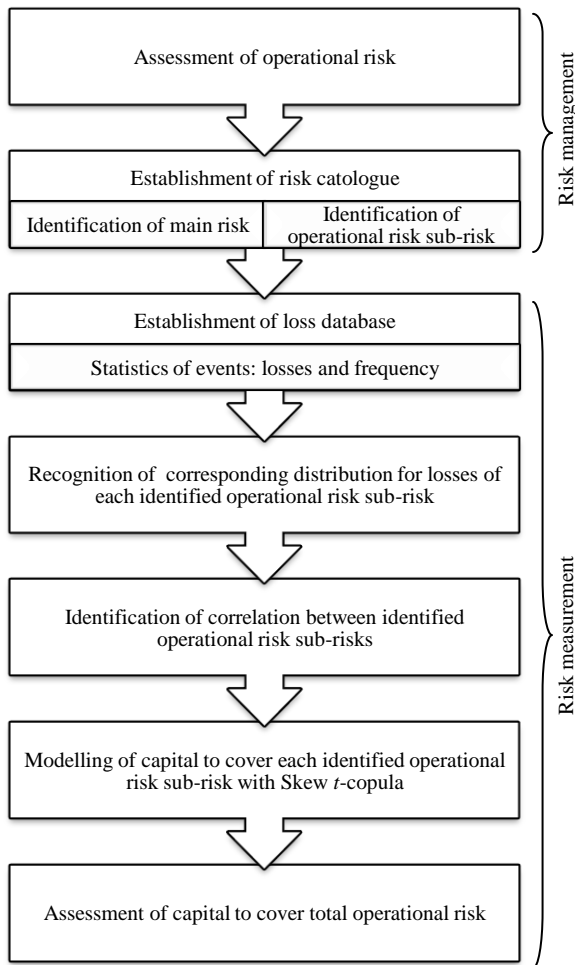 Assessment of operational risk
Risk management
Establishment of risk catologue
Identification of main risk
Identification of
operational risk sub-risk
Establishment of loss database
Statistics of events: losses and frequency
Recognition of corresponding distribution for losses of
each identified operational risk sub-risk
Identification of correlation between identified
operational risk sub-risks
Risk measurement
Modelling of capital to cover each identified operational
risk sub-risk with Skew t-copula
Assessment of capital to cover total operational risk